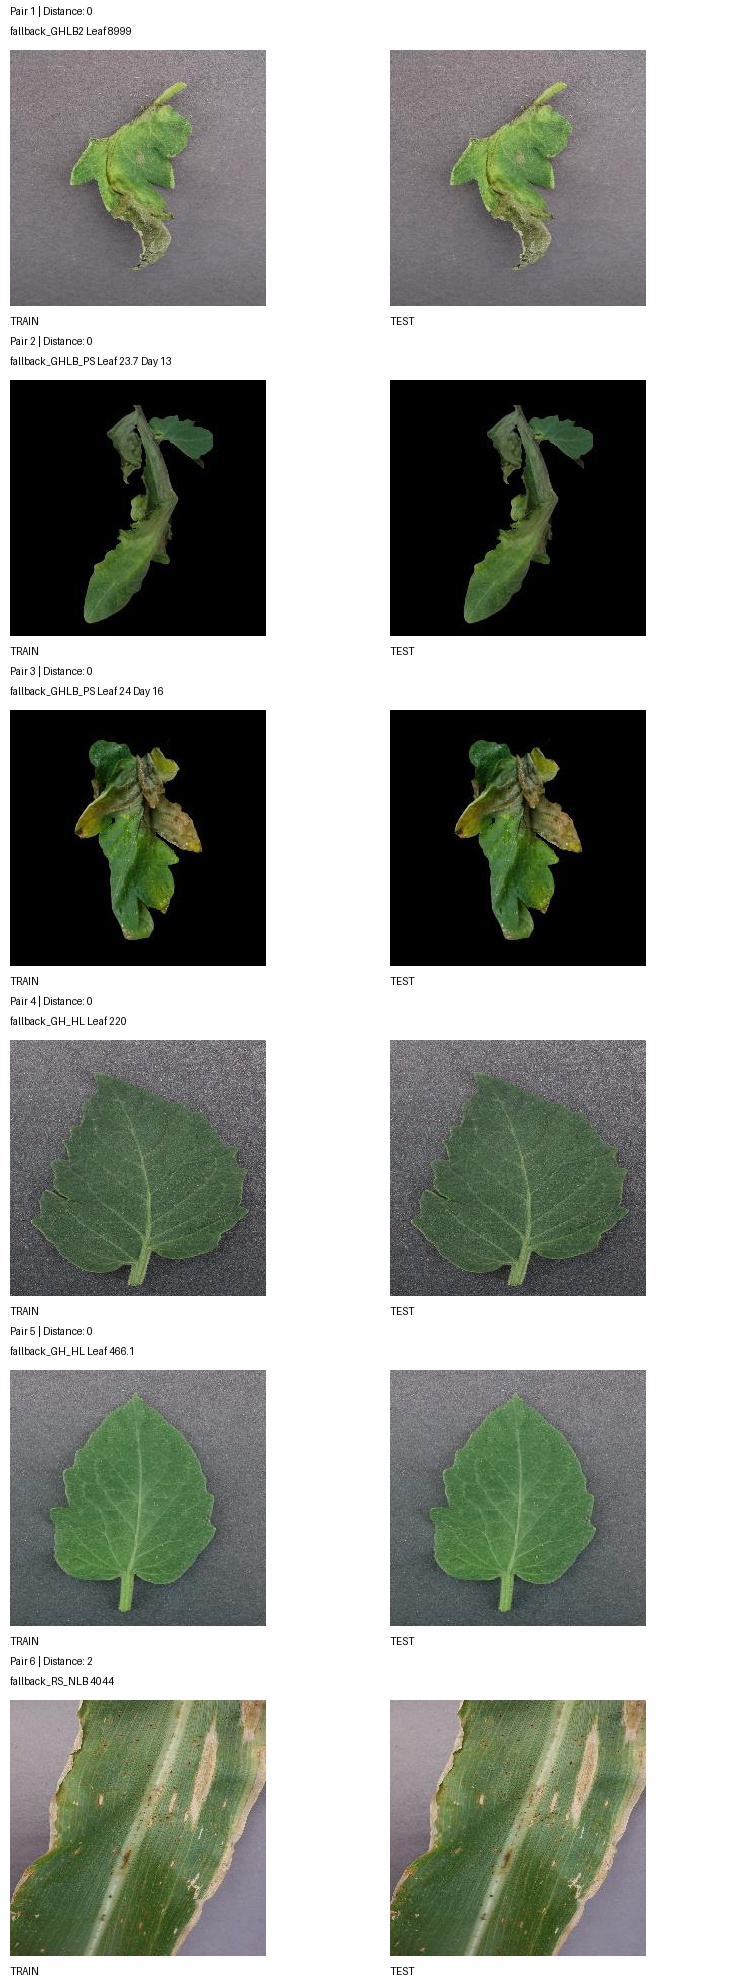 Pair 1 | Distance: 0
fallback_GHLB2 Leaf 8999
TRAIN
TEST
Pair 2 | Distance: 0
fallback_GHLB_PS Leaf 23.7 Day 13
TRAIN
TEST
Pair 3 | Distance: 0
fallback_GHLB_PS Leaf 24 Day 16
TRAIN
TEST
Pair 4 | Distance: 0
fallback_GH_HL Leaf 220
TRAIN
TEST
Pair 5 | Distance: 0
fallback_GH_HL Leaf 466.1
TRAIN
TEST
Pair 6 | Distance: 2
fallback_RS_NLB 4044
TRAIN
TEST